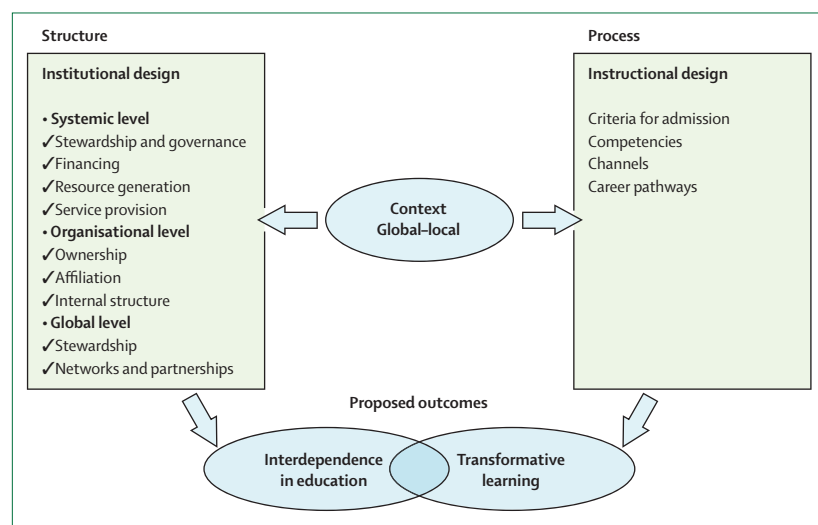 Structure
Institutional design
• Systemic level
✓Stewardship and governance
✓Financing
✓Resource generation
✓Service provision
• Organisational level
✓Ownership
✓Affiliation
✓Internal structure
• Global level
✓Stewardship
✓Networks and partnerships
Context
Global–local
Process
Instructional design
Criteria for admission
Competencies
Channels
Career pathways
Proposed outcomes
Interdependence
in education
Transformative
learning